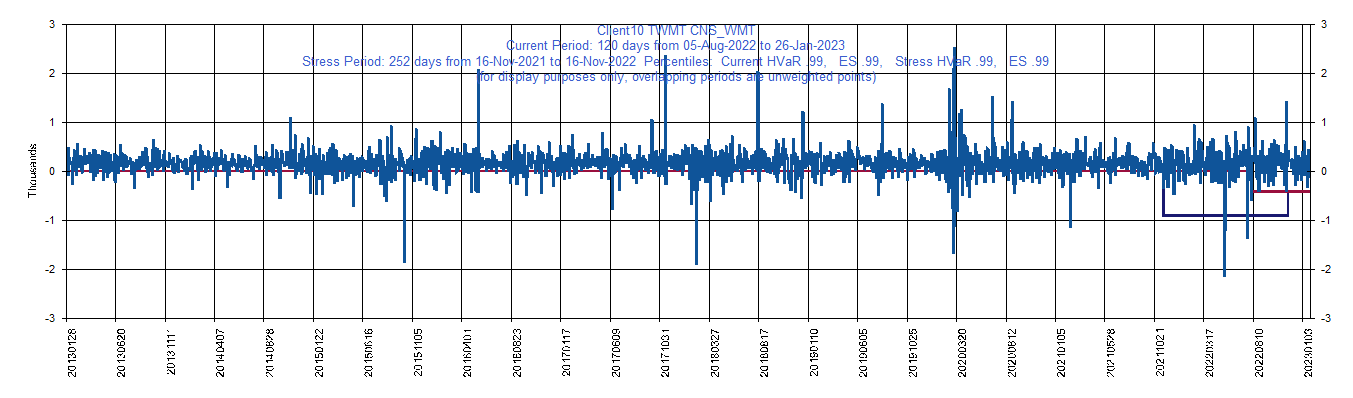 Client10 TWMT CNS_WMT
Current Period: 120 days from 05-Aug-2022 to 26-Jan-2023
Stress Period: 252 days from 16-Nov-2021 to 16-Nov-2022 Percentiles: Current HVaR .99, ES .99, Stress HVaR .99, ES .99
(for display purposes only, overlapping periods are unweighted points)
3 3
2 2
1 1
Thousands
0 0
-1 -1
-2 -2
-3 -3
20130128 20130620 20131111 20140407 20140828 20150122 20150616 20151105 20160401 20160823 20170117 20170609 20171031 20180327 20180817 20190110 20190605 20191025 20200320 20200812 20210105 20210528 20211021 20220317 20220810 20230103